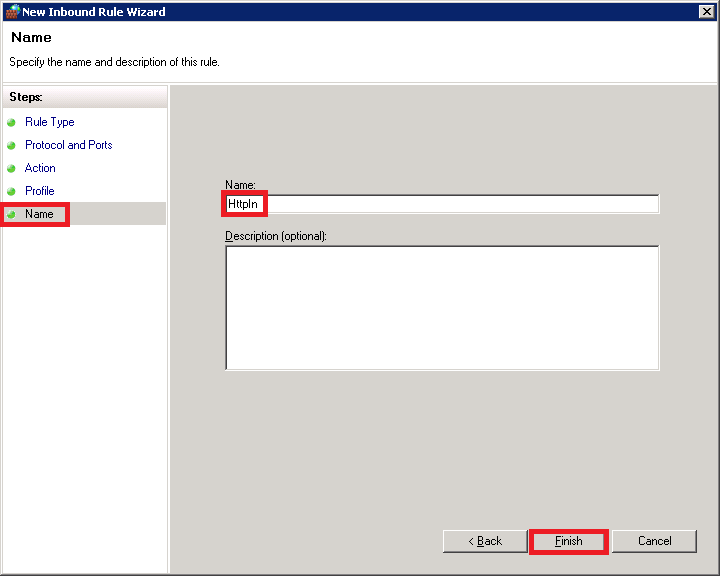 New Inbound Rule Wizard
Name
Specify the name and description of this rule.
Steps:
Rule Type
Protocol and Ports
Action
Profile
Name
Name:
HttpIn
Description (optional):
< Back
Finish
Cancel